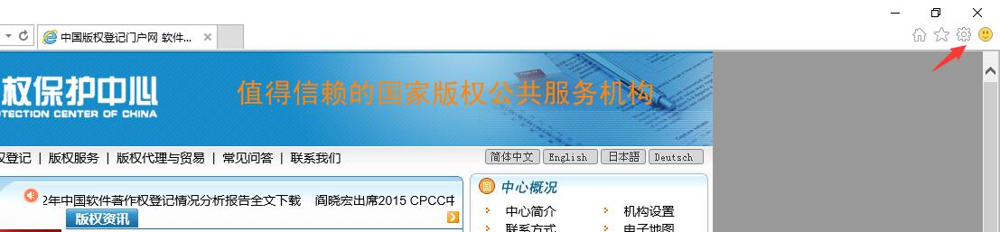 中国版权登记门户网 软件...
权保护中心
OTECTION CENTER OF CHINA
值得信赖的国家版权公共服务机构
权登记 | 版权服务 | 版权代理与贸易 | 常见问答 | 联系我们
简体中文 English 日本語 Deutsch
2年中国软件著作权登记情况分析报告全文下载 阎晓宏出席2015 CPCC中
版权资讯
中心概况
中心简介 机构设置
联系方式 电子地图